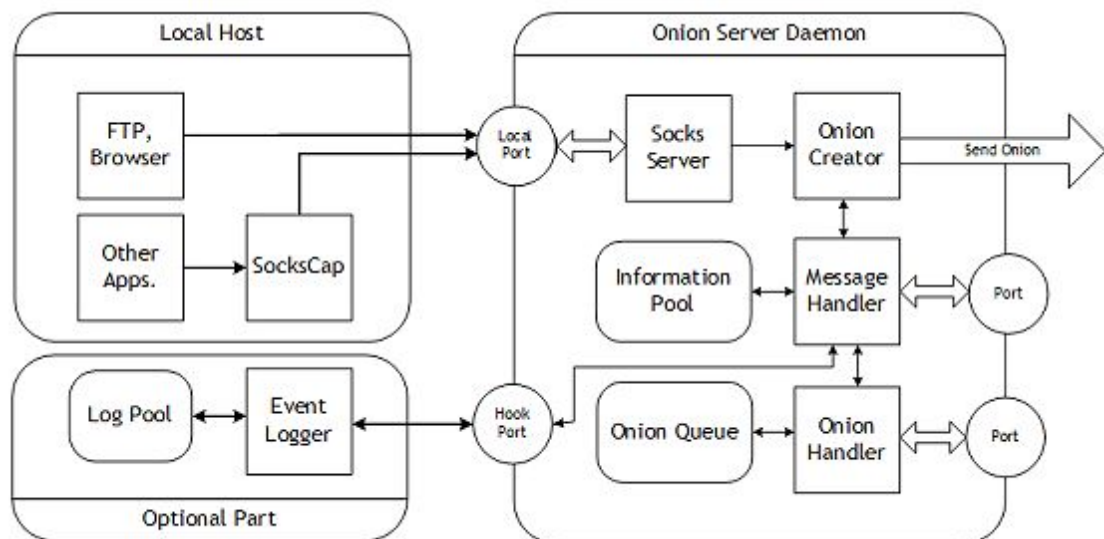 Local Host
FTP,
Browser
Other
Apps.
SocksCap
Log Pool
Event
Logger
Optional Part
Onion Server Daemon
Local
Port
Socks
Server
Onion
Creator
Send Onion
Information
Pool
Message
Handler
Port
Hook
Port
Onion Queue
Onion
Handler
Port